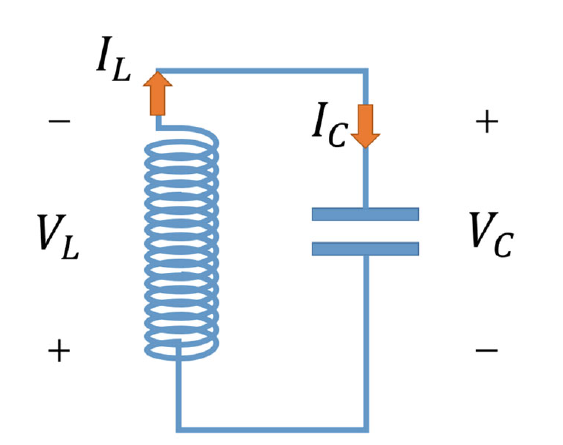 I_L
I_C
−
+
V_L
V_C
+
−